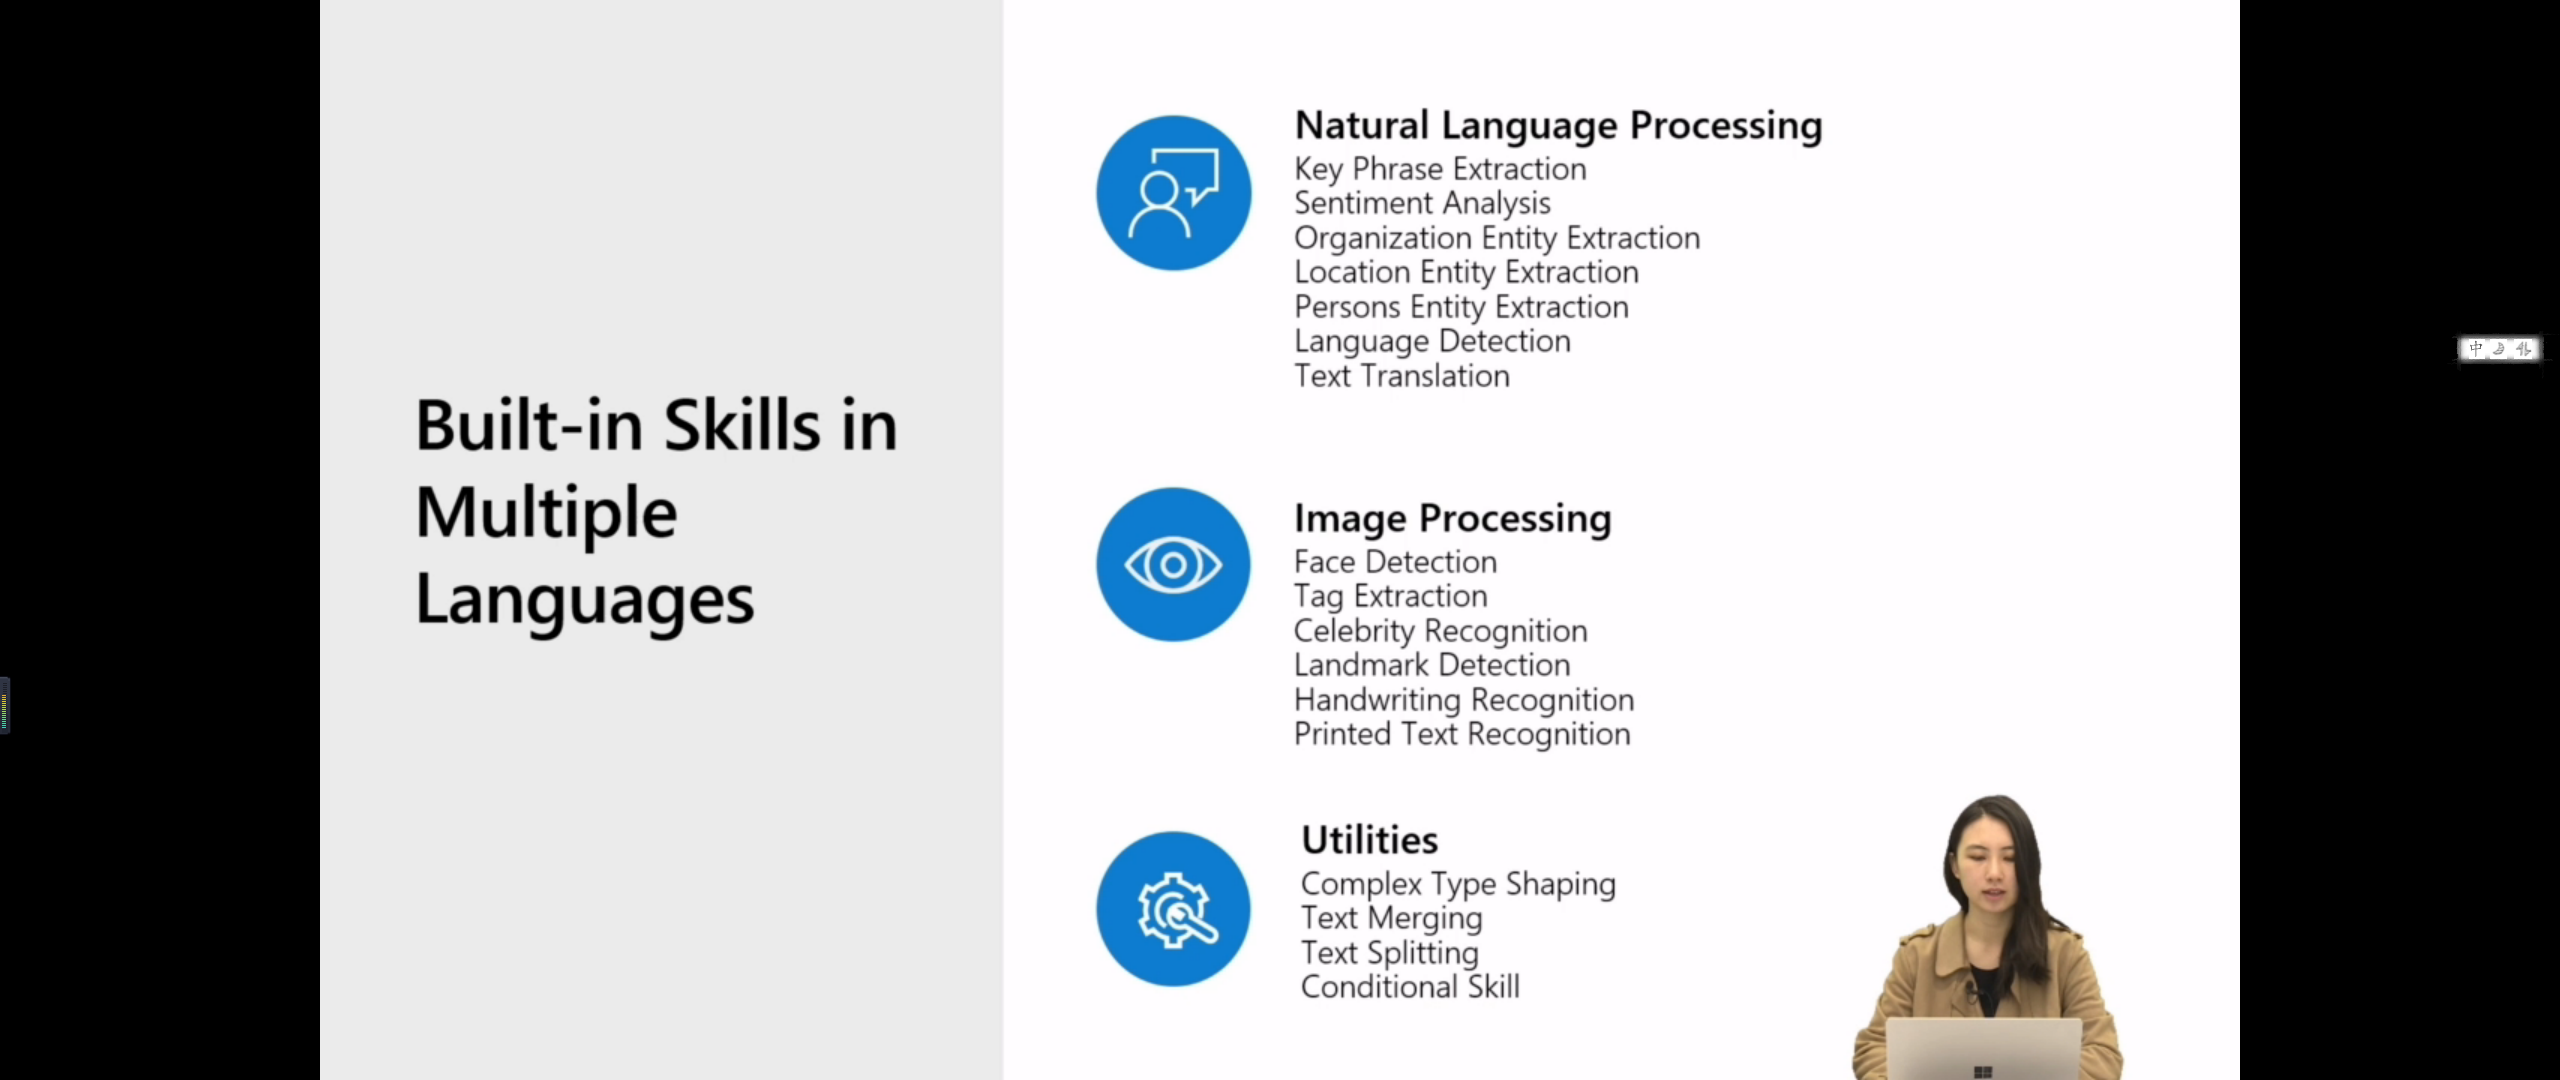 Built-in Skills in
Multiple
Languages
Natural Language Processing
Key Phrase Extraction
Sentiment Analysis
Organization Entity Extraction
Location Entity Extraction
Persons Entity Extraction
Language Detection
Text Translation
Image Processing
Face Detection
Tag Extraction
Celebrity Recognition
Landmark Detection
Handwriting Recognition
Printed Text Recognition
Utilities
Complex Type Shaping
Text Merging
Text Splitting
Conditional Skill
中